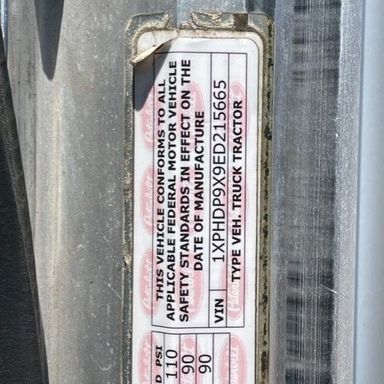 THIS VEHICLE CONFORMS TO ALL
APPLICABLE FEDERAL MOTOR VEHICLE
SAFETY STANDARDS IN EFFECT ON THE
DATE OF MANUFACTURE
VIN 1XPHDP9X9ED215665
TYPE VEH. TRUCK TRACTOR
D PSI
110
90
90
Peterbilt